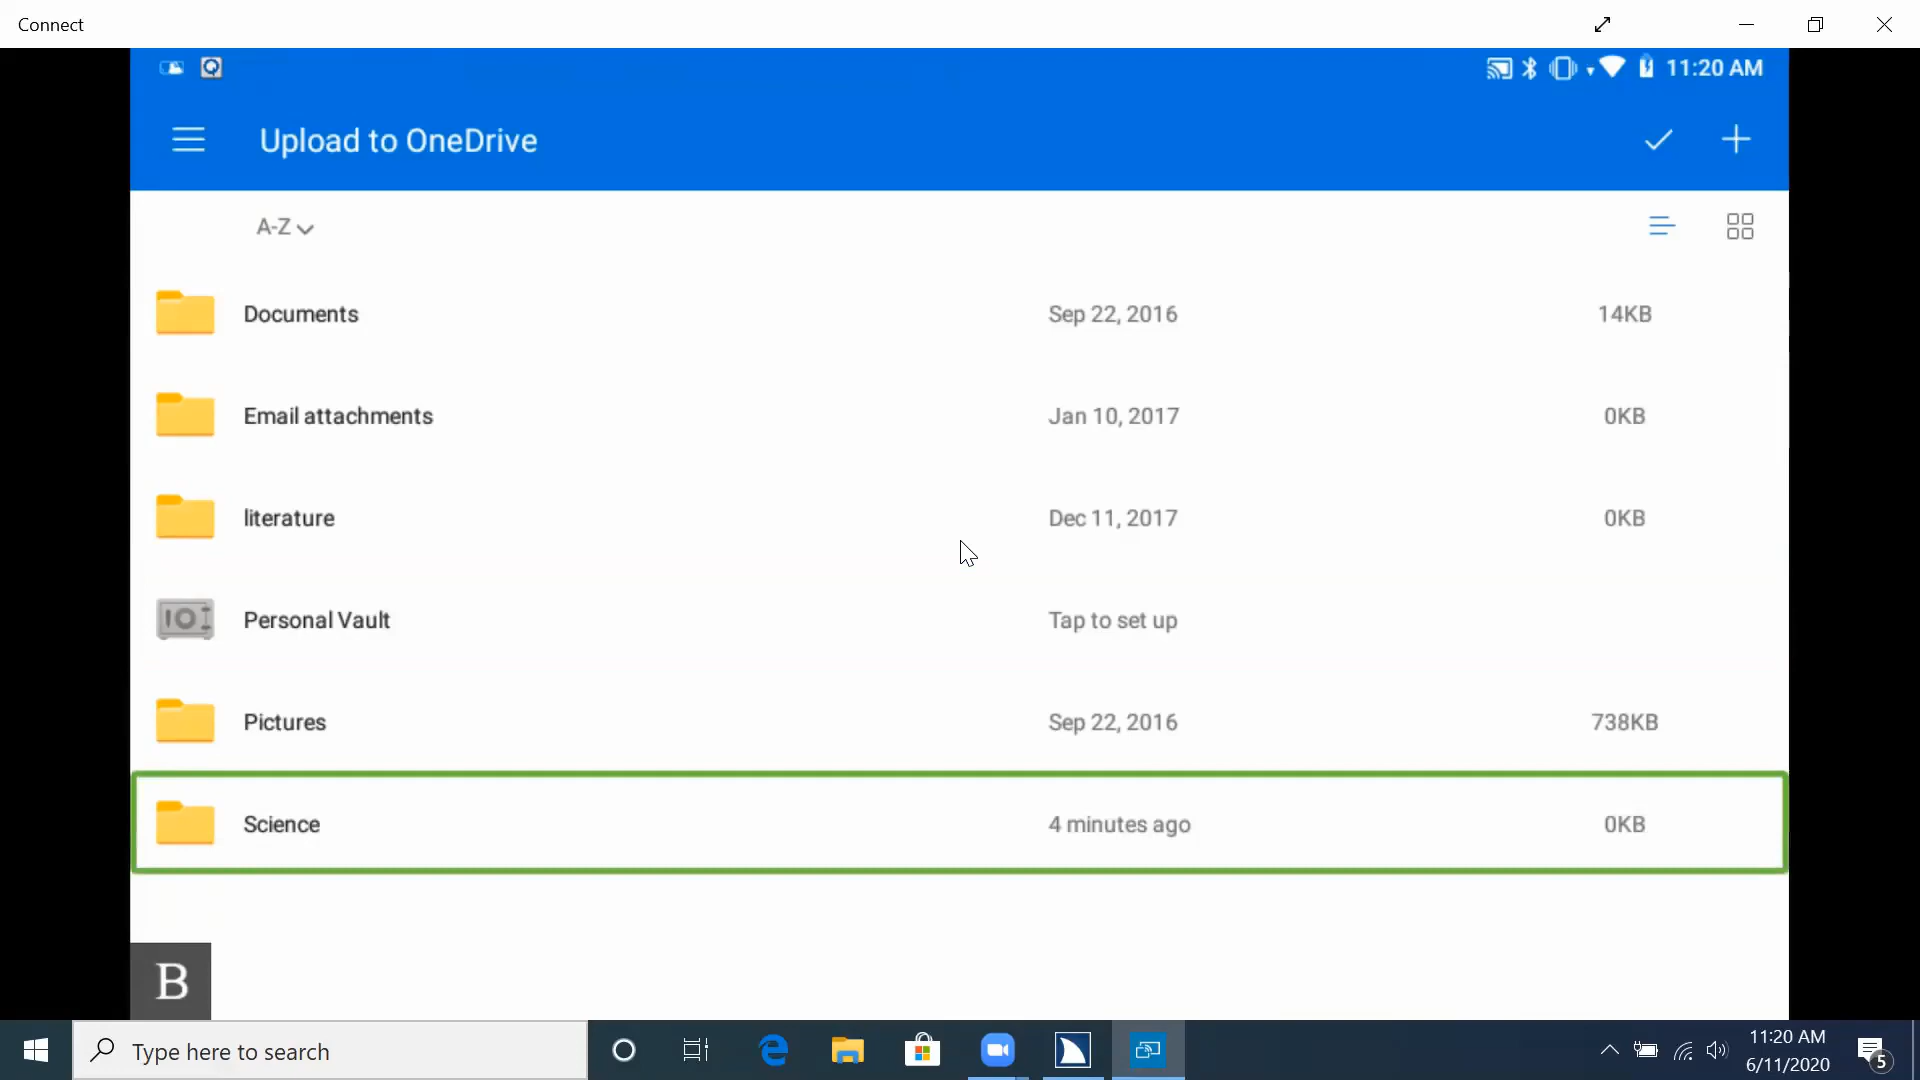 Connect
11:20 AM
Upload to OneDrive
A-Z
Documents Sep 22, 2016 14KB
Email attachments Jan 10, 2017 0KB
literature Dec 11, 2017 0KB
Personal Vault Tap to set up
Pictures Sep 22, 2016 738KB
Science 4 minutes ago 0KB
B
Type here to search
11:20 AM
6/11/2020
5